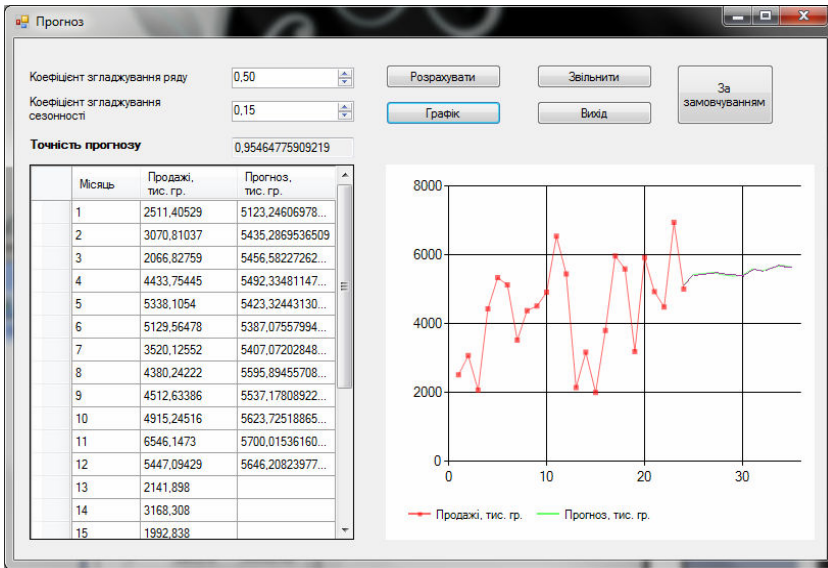 Прогноз
Коефіцієнт згладжування ряду
0,50
Розрахувати
Звільнити
За
замовчуванням
Коефіцієнт згладжування
сезонності
0,15
Графік
Вихід
Точність прогнозу
0,95464775909219
Місяць
Продажі,
тис. гр.
Прогноз,
тис. гр.
1 2511,40529 5123,24606978...
2 3070,81037 5435,2869536509
3 2066,82759 5456,58227262...
4 4433,75445 5492,33481147...
5 5338,1054 5423,32443130...
6 5129,56478 5387,07557994...
7 3520,12552 5407,07202848...
8 4380,24222 5595,89455708...
9 4512,63386 5537,17808922...
10 4915,24516 5623,72518865...
11 6546,1473 5700,01536160...
12 5447,09429 5646,20823977...
13 2141,898
14 3168,308
15 1992,838
8000
6000
4000
2000
0
0 10 20 30
Продажі, тис. гр. Прогноз, тис. гр.